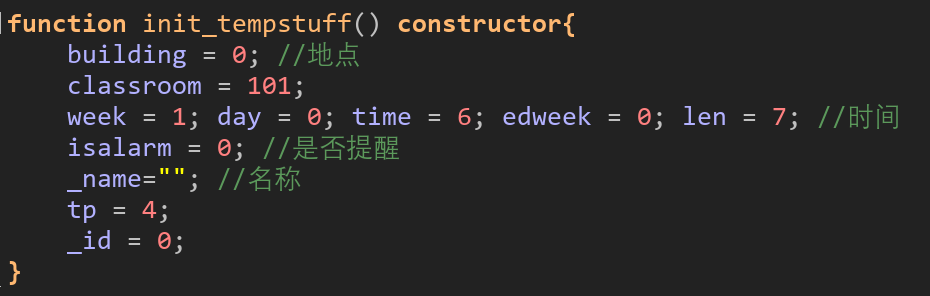 function init_tempstuff() constructor{
    building = 0; //地点
    classroom = 101;
    week = 1; day = 0; time = 6; edweek = 0; len = 7; //时间
    isalarm = 0; //是否提醒
    _name=""; //名称
    tp = 4;
    _id = 0;
}